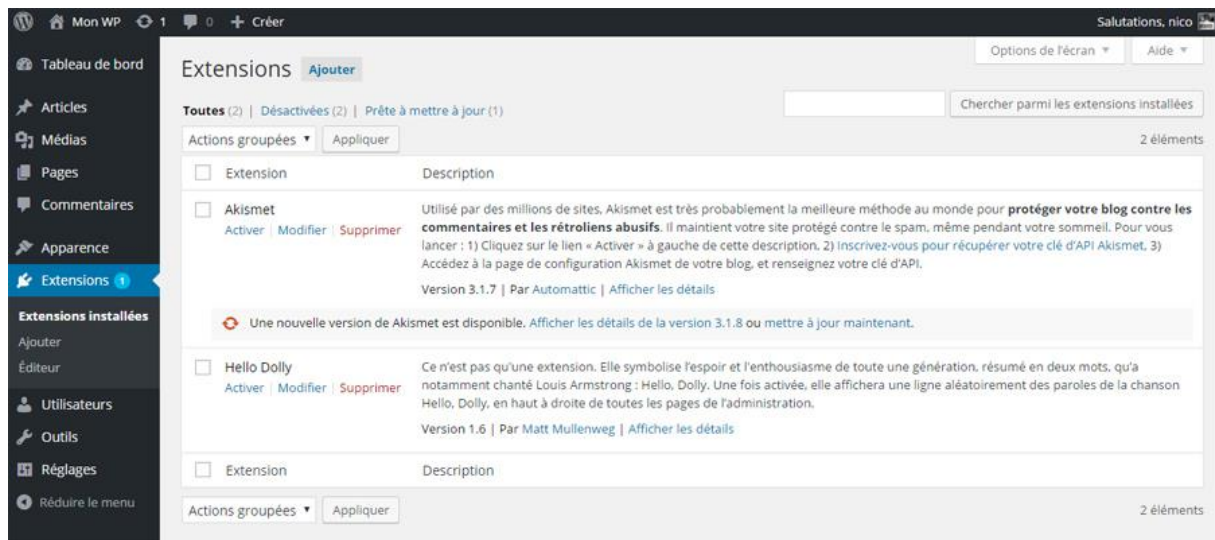 Mon WP 1 0 + Créer Salutations, nico
Tableau de bord
Articles
Médias
Pages
Commentaires
Apparence
Extensions 1
Extensions installées
Ajouter
Éditeur
Utilisateurs
Outils
Réglages
Réduire le menu
Options de l'écran Aide
Extensions Ajouter
Toutes (2) | Désactivées (2) | Prête à mettre à jour (1)
Chercher parmi les extensions installées
Actions groupées Appliquer 2 éléments
Extension Description
Akismet
Activer | Modifier | Supprimer
Utilisé par des millions de sites, Akismet est très probablement la meilleure méthode au monde pour protéger votre blog contre les
commentaires et les rétroliens abusifs. Il maintient votre site protégé contre le spam, même pendant votre sommeil. Pour vous
lancer : 1) Cliquez sur le lien « Activer » à gauche de cette description, 2) Inscrivez-vous pour récupérer votre clé d'API Akismet, 3)
Accédez à la page de configuration Akismet de votre blog, et renseignez votre clé d'API.
Version 3.1.7 | Par Automattic | Afficher les détails
Une nouvelle version de Akismet est disponible. Afficher les détails de la version 3.1.8 ou mettre à jour maintenant.
Hello Dolly
Activer | Modifier | Supprimer
Ce n'est pas qu'une extension. Elle symbolise l'espoir et l'enthousiasme de toute une génération, résumé en deux mots, qu'a
notamment chanté Louis Armstrong : Hello, Dolly. Une fois activée, elle affichera une ligne aléatoirement des paroles de la chanson
Hello, Dolly, en haut à droite de toutes les pages de l'administration.
Version 1.6 | Par Matt Mullenweg | Afficher les détails
Extension Description
Actions groupées Appliquer 2 éléments